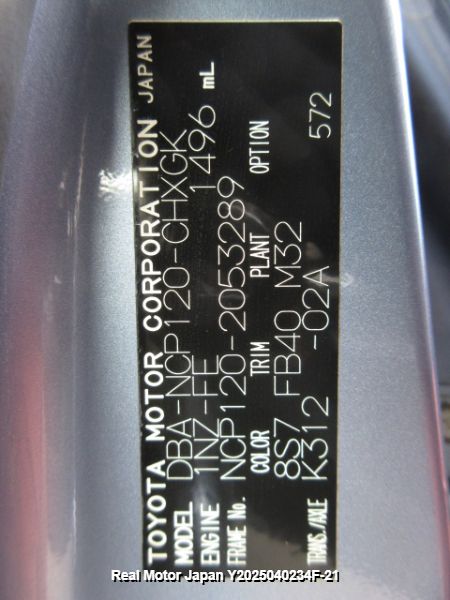 TOYOTA MOTOR CORPORATION JAPAN
MODEL DBA-NCP120-CHXGK
ENGINE 1NZ-FE 1496 mL
FRAME No. NCP120-2053289
COLOR TRIM PLANT OPTION
8S7 FB40 M32
TRANS./AXLE K312 -02A 572
Real Motor Japan Y2025040234F-21